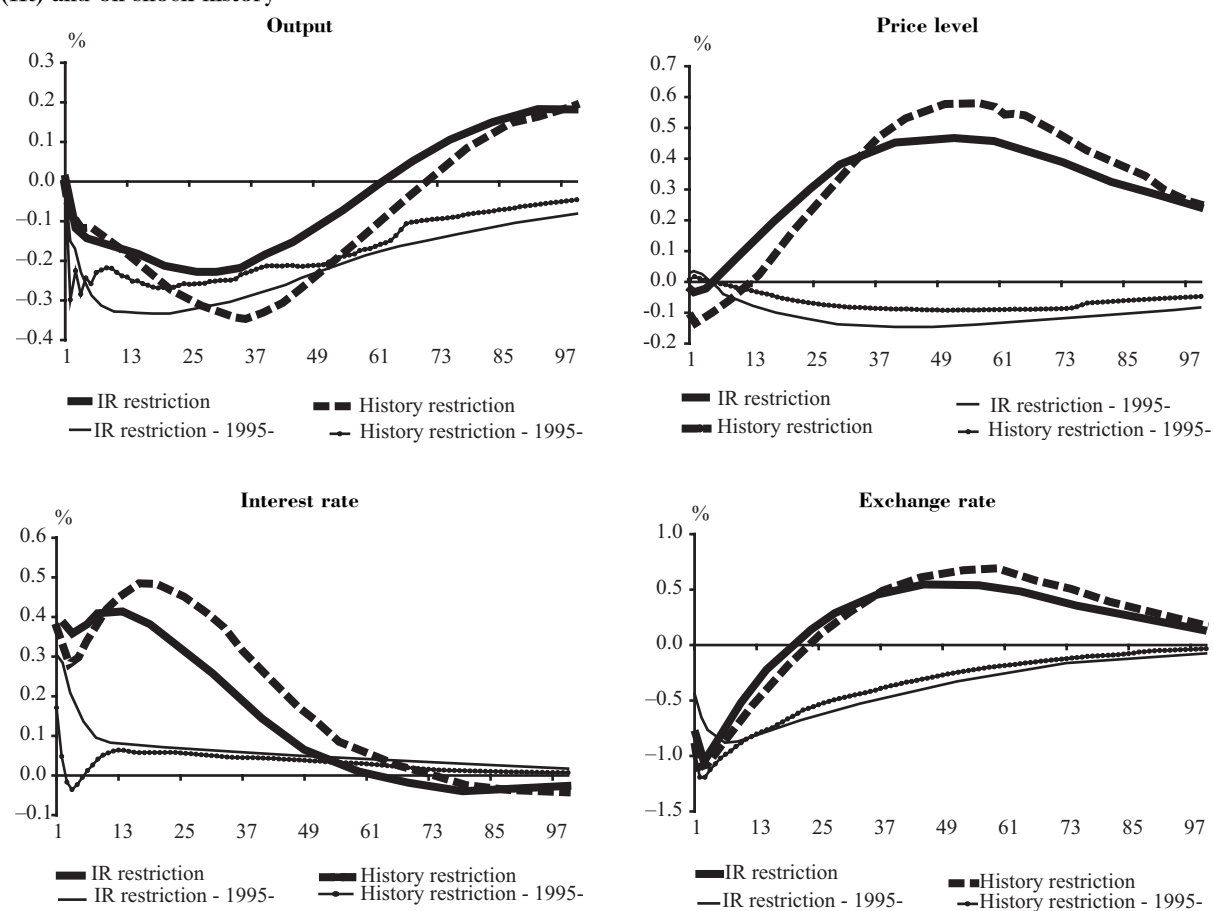 (IR) and on shock history
Output
%
0.3
0.2
0.1
0.0
–0.1
–0.2
–0.3
–0.4
1 13 25 37 49 61 73 85 97
IR restriction
History restriction
IR restriction - 1995-
History restriction - 1995-
Price level
%
0.7
0.6
0.5
0.4
0.3
0.2
0.1
0.0
-0.1
-0.2
1 13 25 37 49 61 73 85 97
IR restriction
IR restriction - 1995-
History restriction
History restriction - 1995-
Interest rate
%
0.6
0.5
0.4
0.3
0.2
0.1
0.0
–0.1
1 13 25 37 49 61 73 85 97
IR restriction
History restriction
IR restriction - 1995-
History restriction - 1995-
Exchange rate
%
1.0
0.5
0.0
–0.5
–1.0
–1.5
1 13 25 37 49 61 73 85 97
IR restriction
History restriction
IR restriction - 1995-
History restriction - 1995-